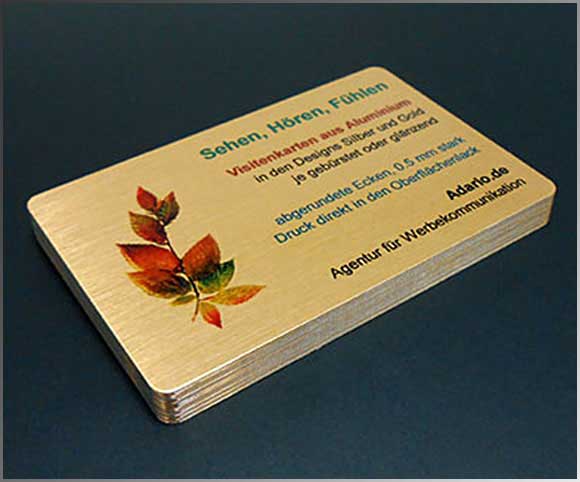 Sehen, Hören, Fühlen
Visitenkarten aus Aluminium
in den Designs Silber und Gold
je gebürstet oder glänzend
abgerundete Ecken, 0,5 mm stark
Druck direkt in den Oberflächenlack
Adario.de
Agentur für Werbekommunikation